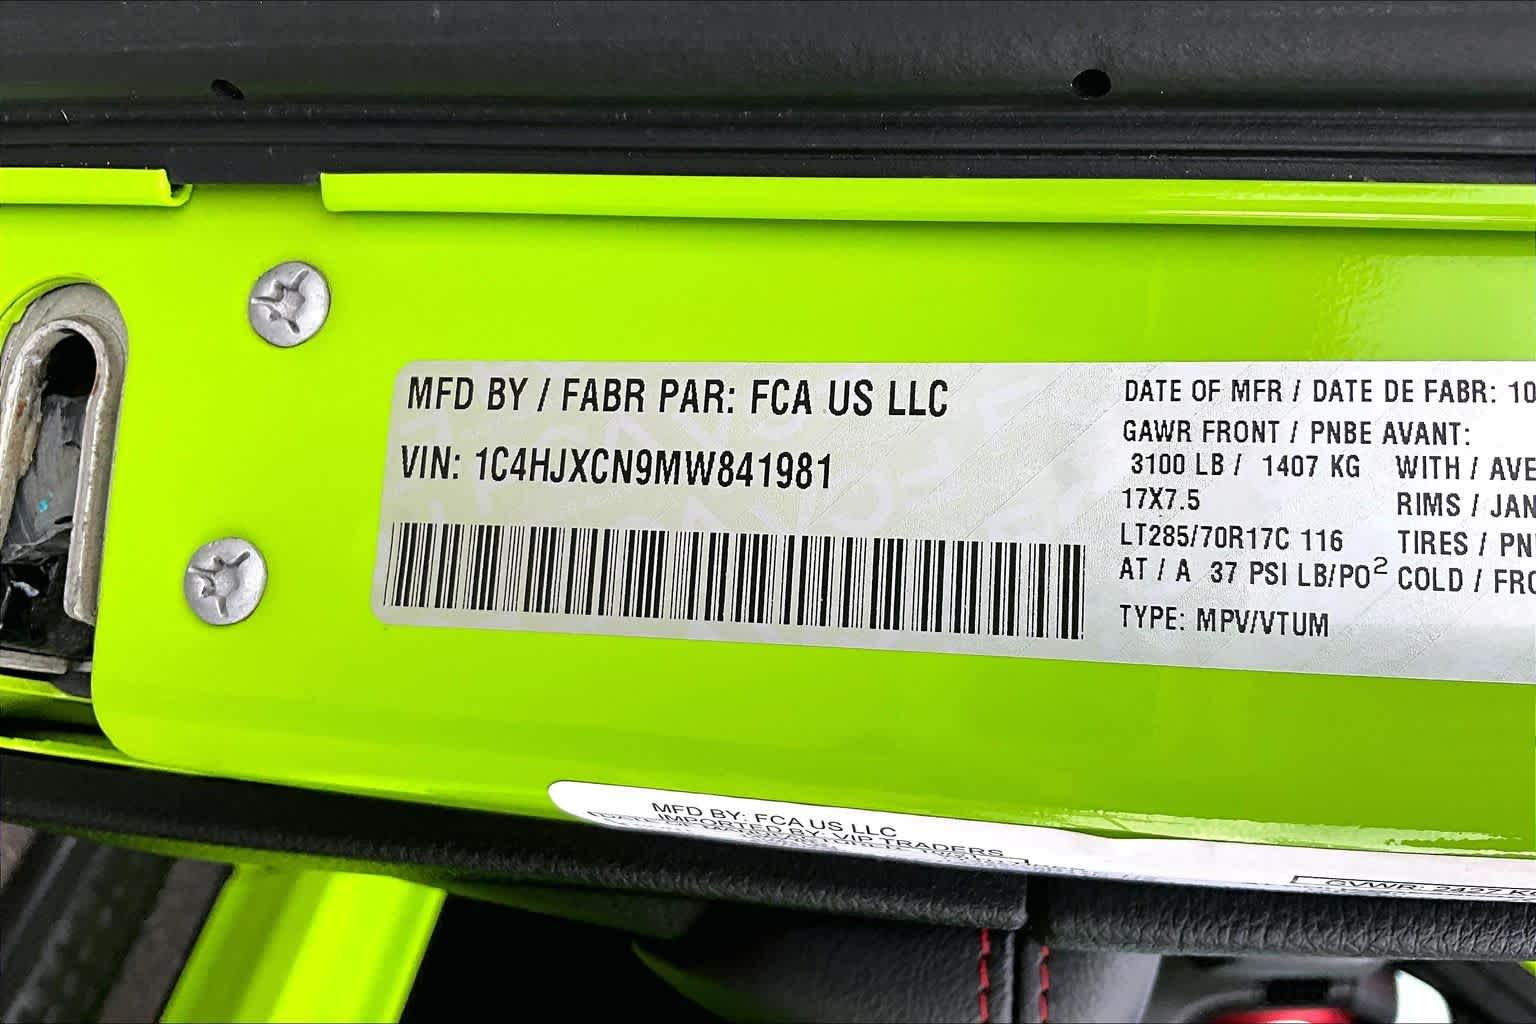 MFD BY / FABR PAR: FCA US LLC
VIN: 1C4HJXCN9MW841981
DATE OF MFR / DATE DE FABR: 10
GAWR FRONT / PNBE AVANT:
3100 LB / 1407 KG WITH / AVE
17X7.5 RIMS / JAN
LT285/70R17C 116 TIRES / PN
AT / A 37 PSI LB/PO² COLD / FRO
TYPE: MPV/VTUM
MFD BY: FCA US LLC
IMPORTED BY: VIP TRADERS
GVWR: 2427 K